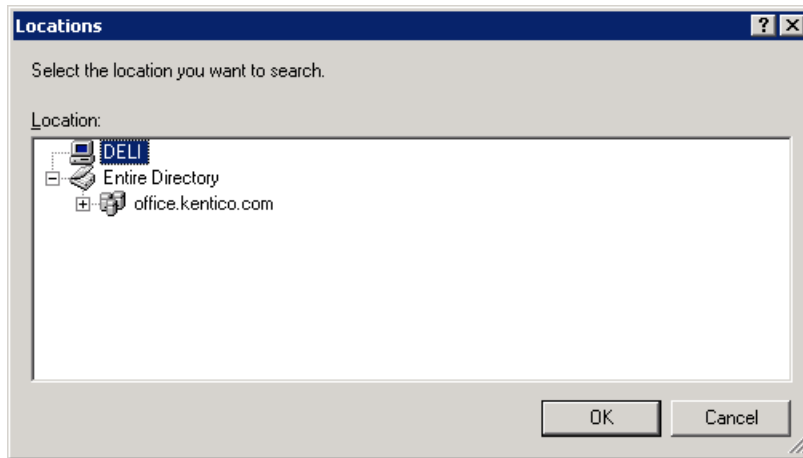 Locations
Select the location you want to search.
Location:
DELI
Entire Directory
office.kentico.com
OK
Cancel